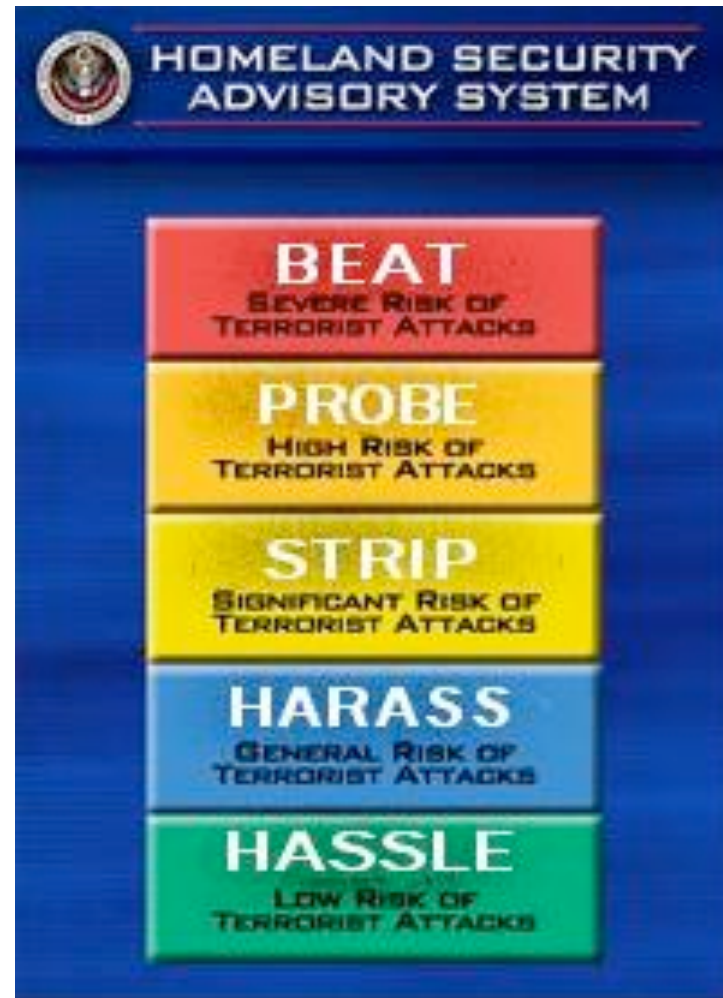 HOMELAND SECURITY
ADVISORY SYSTEM
BEAT
SEVERE RISK OF
TERRORIST ATTACKS
PROBE
HIGH RISK OF
TERRORIST ATTACKS
STRIP
SIGNIFICANT RISK OF
TERRORIST ATTACKS
HARASS
GENERAL RISK OF
TERRORIST ATTACKS
HASSLE
LOW RISK OF
TERRORIST ATTACKS